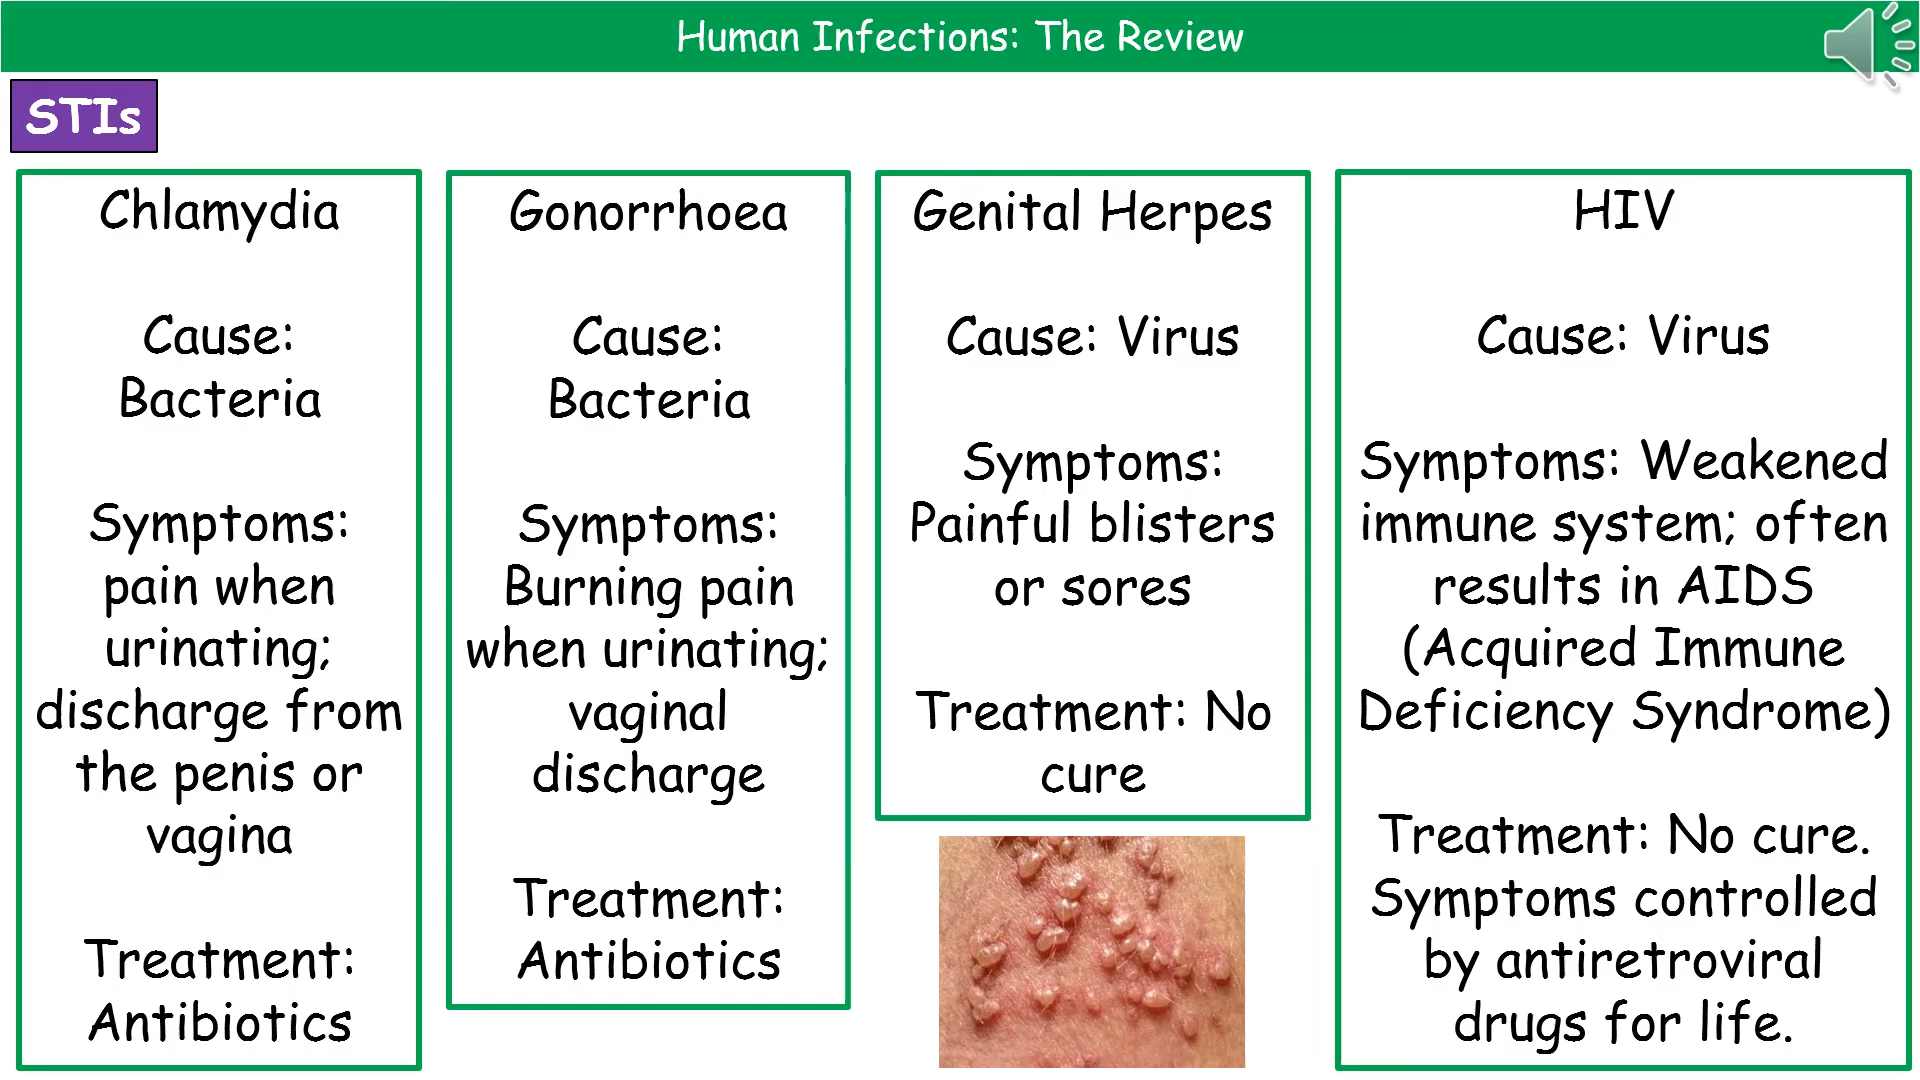 Human Infections: The Review
STIs
Chlamydia
Cause:
Bacteria
Symptoms:
pain when
urinating;
discharge from
the penis or
vagina
Treatment:
Antibiotics
Gonorrhoea
Cause:
Bacteria
Symptoms:
Burning pain
when urinating;
vaginal
discharge
Treatment:
Antibiotics
Genital Herpes
Cause: Virus
Symptoms:
Painful blisters
or sores
Treatment: No
cure
HIV
Cause: Virus
Symptoms: Weakened
immune system; often
results in AIDS
(Acquired Immune
Deficiency Syndrome)
Treatment: No cure.
Symptoms controlled
by antiretroviral
drugs for life.